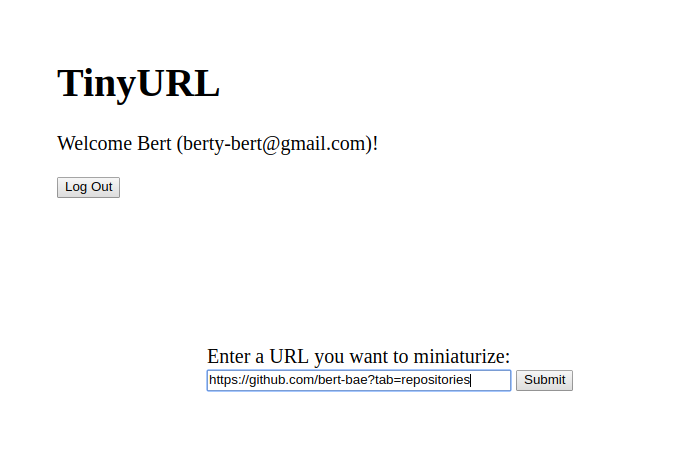 TinyURL
Welcome Bert (berty-bert@gmail.com)!
Log Out
Enter a URL you want to miniaturize:
https://github.com/bert-bae?tab=repositories Submit